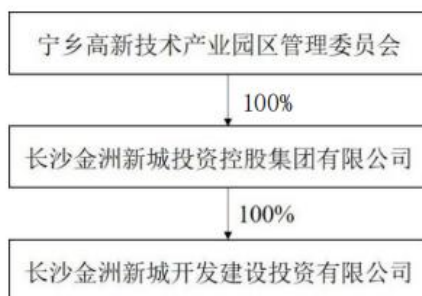 宁乡高新技术产业园区管理委员会
100%
长沙金洲新城投资控股集团有限公司
100%
长沙金洲新城开发建设投资有限公司